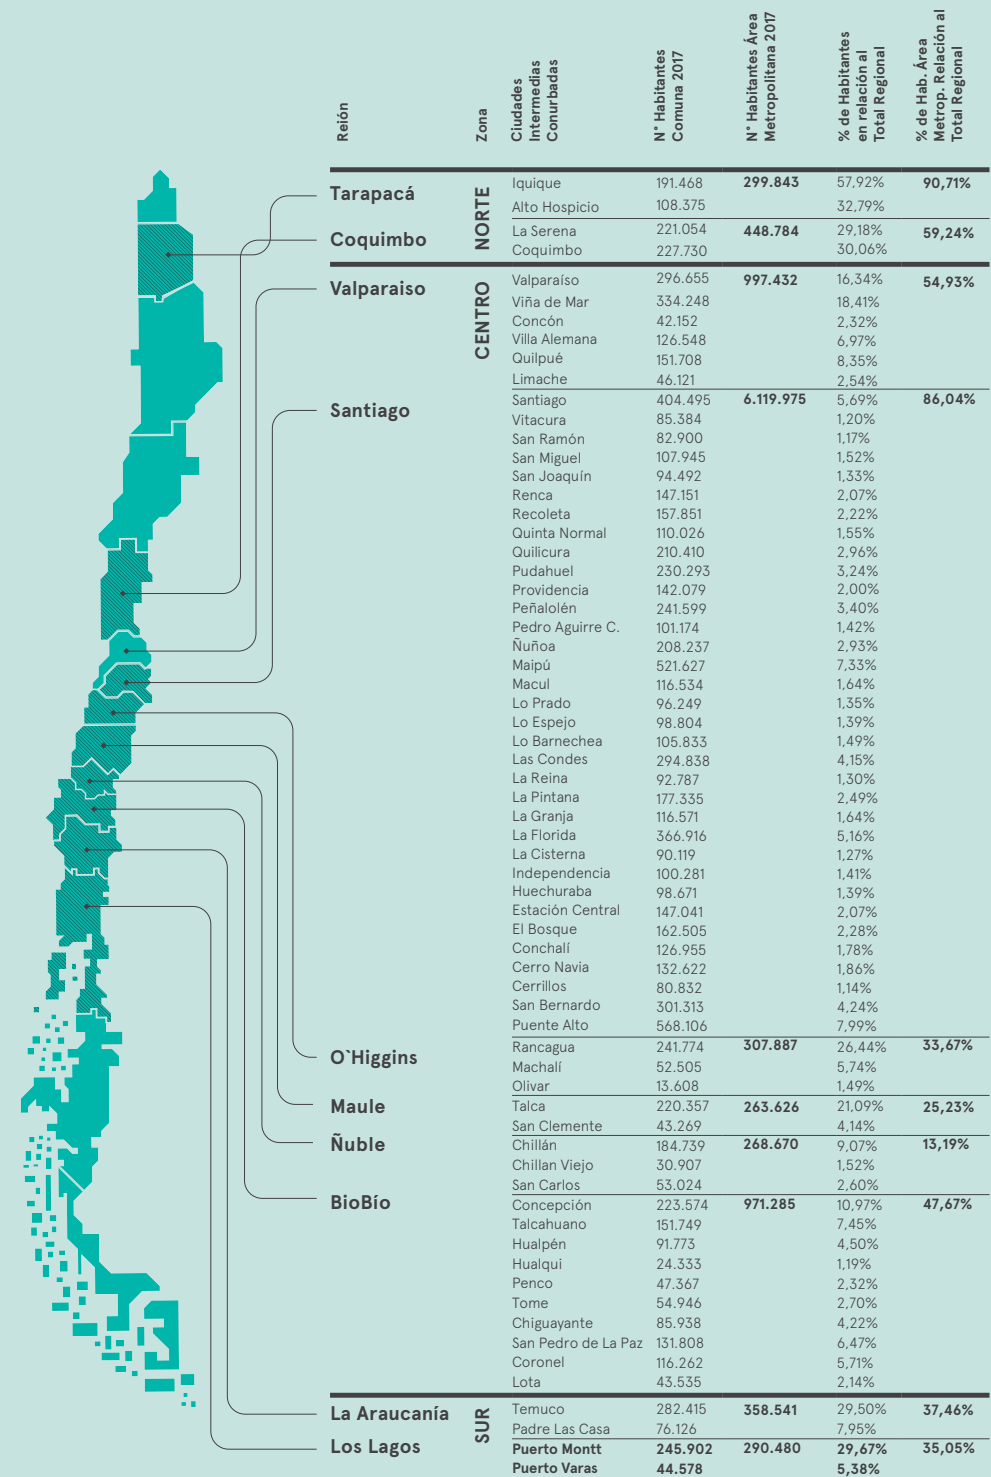 Reión
Zona
Ciudades
Intermedias
Conurbadas
N° Habitantes
Comuna 2017
N° Habitantes Área
Metropolitana 2017
% de Habitantes
en relación al
Total Regional
% de Hab. Área
Metrop. Relación al
Total Regional
Tarapacá
NORTE
Iquique 191.468 299.843 57,92% 90,71%
Alto Hospicio 108.375 32,79%
Coquimbo
La Serena 221.054 448.784 29,18% 59,24%
Coquimbo 227.730 30,06%
Valparaiso
CENTRO
Valparaíso 296.655 997.432 16,34% 54,93%
Viña de Mar 334.248 18,41%
Concón 42.152 2,32%
Villa Alemana 126.548 6,97%
Quilpué 151.708 8,35%
Limache 46.121 2,54%
Santiago
Santiago 404.495 6.119.975 5,69% 86,04%
Vitacura 85.384 1,20%
San Ramón 82.900 1,17%
San Miguel 107.945 1,52%
San Joaquín 94.492 1,33%
Renca 147.151 2,07%
Recoleta 157.851 2,22%
Quinta Normal 110.026 1,55%
Quilicura 210.410 2,96%
Pudahuel 230.293 3,24%
Providencia 142.079 2,00%
Peñalolén 241.599 3,40%
Pedro Aguirre C. 101.174 1,42%
Ñuñoa 208.237 2,93%
Maipú 521.627 7,33%
Macul 116.534 1,64%
Lo Prado 96.249 1,35%
Lo Espejo 98.804 1,39%
Lo Barnechea 105.833 1,49%
Las Condes 294.838 4,15%
La Reina 92.787 1,30%
La Pintana 177.335 2,49%
La Granja 116.571 1,64%
La Florida 366.916 5,16%
La Cisterna 90.119 1,27%
Independencia 100.281 1,41%
Huechuraba 98.671 1,39%
Estación Central 147.041 2,07%
El Bosque 162.505 2,28%
Conchalí 126.955 1,78%
Cerro Navia 132.622 1,86%
Cerrillos 80.832 1,14%
San Bernardo 301.313 4,24%
Puente Alto 568.106 7,99%
O`Higgins
Rancagua 241.774 307.887 26,44% 33,67%
Machalí 52.505 5,74%
Olivar 13.608 1,49%
Maule
Talca 220.357 263.626 21,09% 25,23%
San Clemente 43.269 4,14%
Ñuble
Chillán 184.739 268.670 9,07% 13,19%
Chillan Viejo 30.907 1,52%
San Carlos 53.024 2,60%
BioBío
Concepción 223.574 971.285 10,97% 47,67%
Talcahuano 151.749 7,45%
Hualpén 91.773 4,50%
Hualqui 24.333 1,19%
Penco 47.367 2,32%
Tome 54.946 2,70%
Chiguayante 85.938 4,22%
San Pedro de La Paz 131.808 6,47%
Coronel 116.262 5,71%
Lota 43.535 2,14%
La Araucanía
SUR
Temuco 282.415 358.541 29,50% 37,46%
Padre Las Casa 76.126 7,95%
Los Lagos
Puerto Montt 245.902 290.480 29,67% 35,05%
Puerto Varas 44.578 5,38%